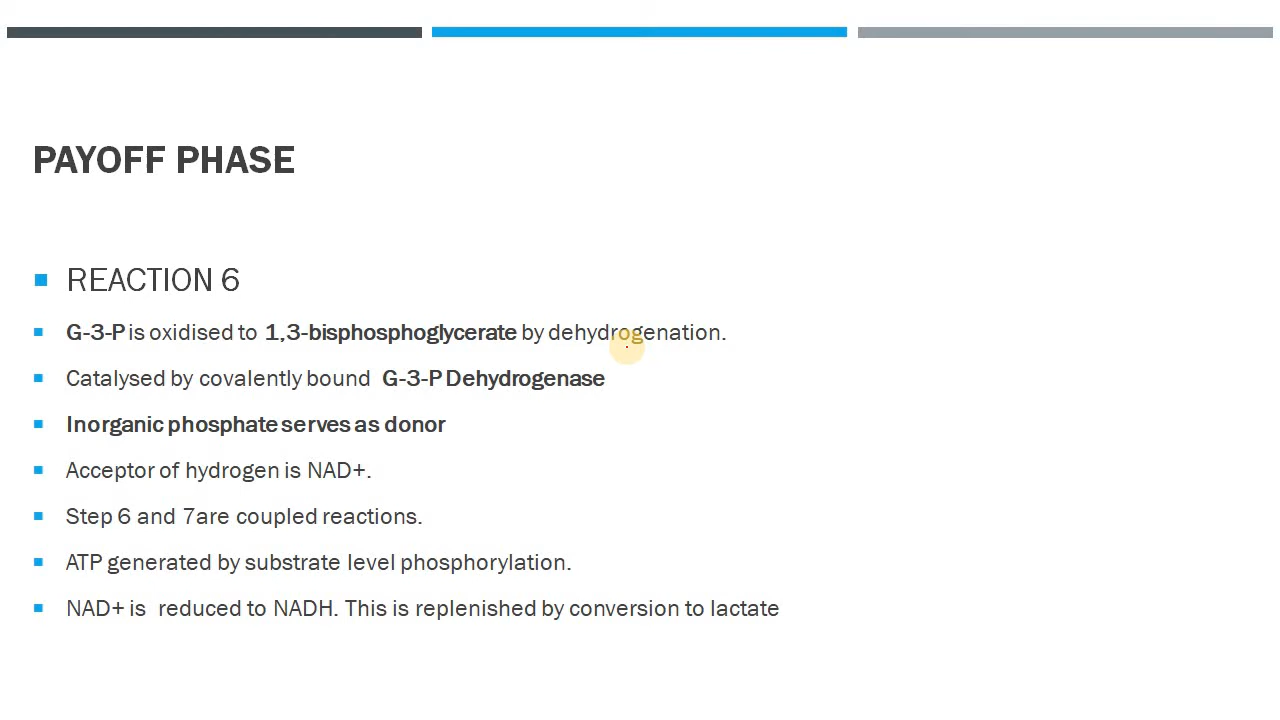 PAYOFF PHASE
REACTION 6
G-3-P is oxidised to 1,3-bisphosphoglycerate by dehydrogenation.
Catalysed by covalently bound G-3-P Dehydrogenase
Inorganic phosphate serves as donor
Acceptor of hydrogen is NAD+.
Step 6 and 7are coupled reactions.
ATP generated by substrate level phosphorylation.
NAD+ is reduced to NADH. This is replenished by conversion to lactate